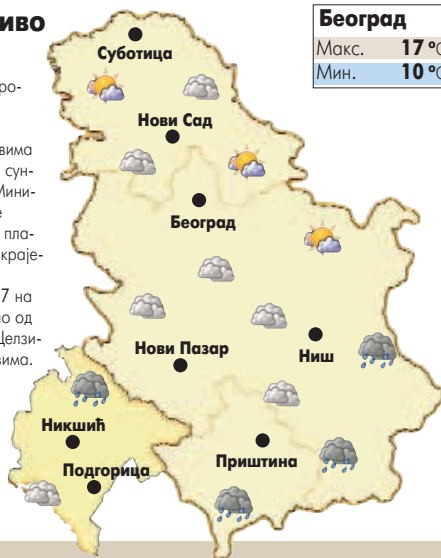 иво
ро-
вима
сун-
Мини-
е
пла-
краје-
7 на
о од
Целзи-
вима.
Београд
Макс. 17 °C
Мин. 10 °C
Суботица
Нови Сад
Београд
Нови Пазар
Ниш
Никшић
Подгорица
Приштина